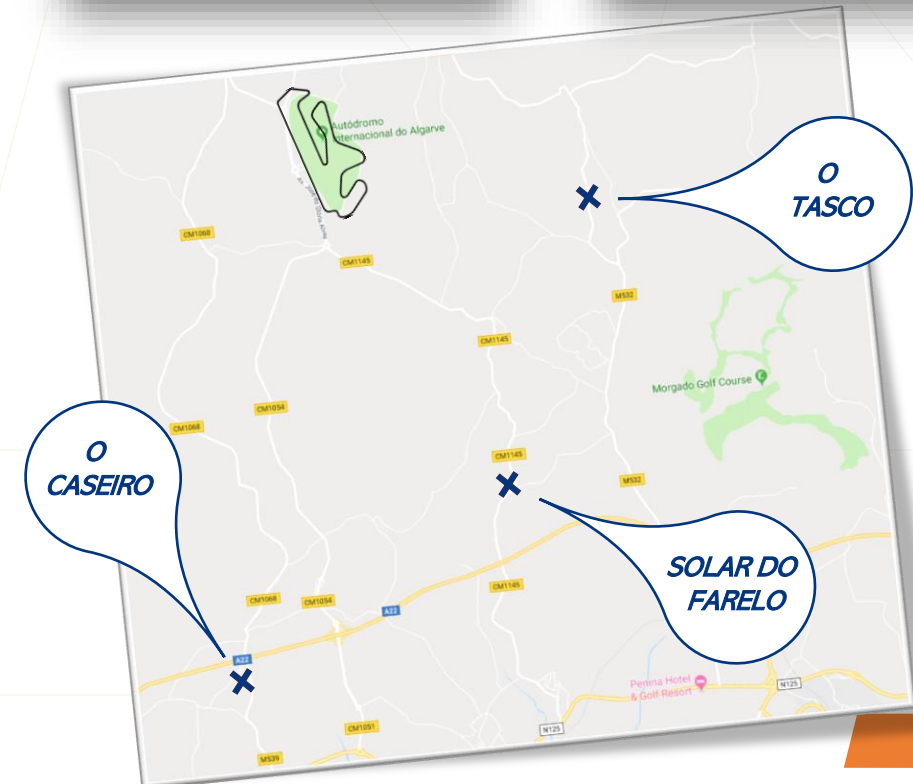 Autódromo
Internacional do Algarve
O
TASCO
CM1068
CM1145
M532
CM1145
Morgado Golf Course
CM1054
CM1068
O
CASEIRO
CM1145
M532
SOLAR DO
FARELO
CM1145
CM1068
CM1054
A22
A22
Penina Hotel
& Golf Resort
N125
N125
CM1051
M539